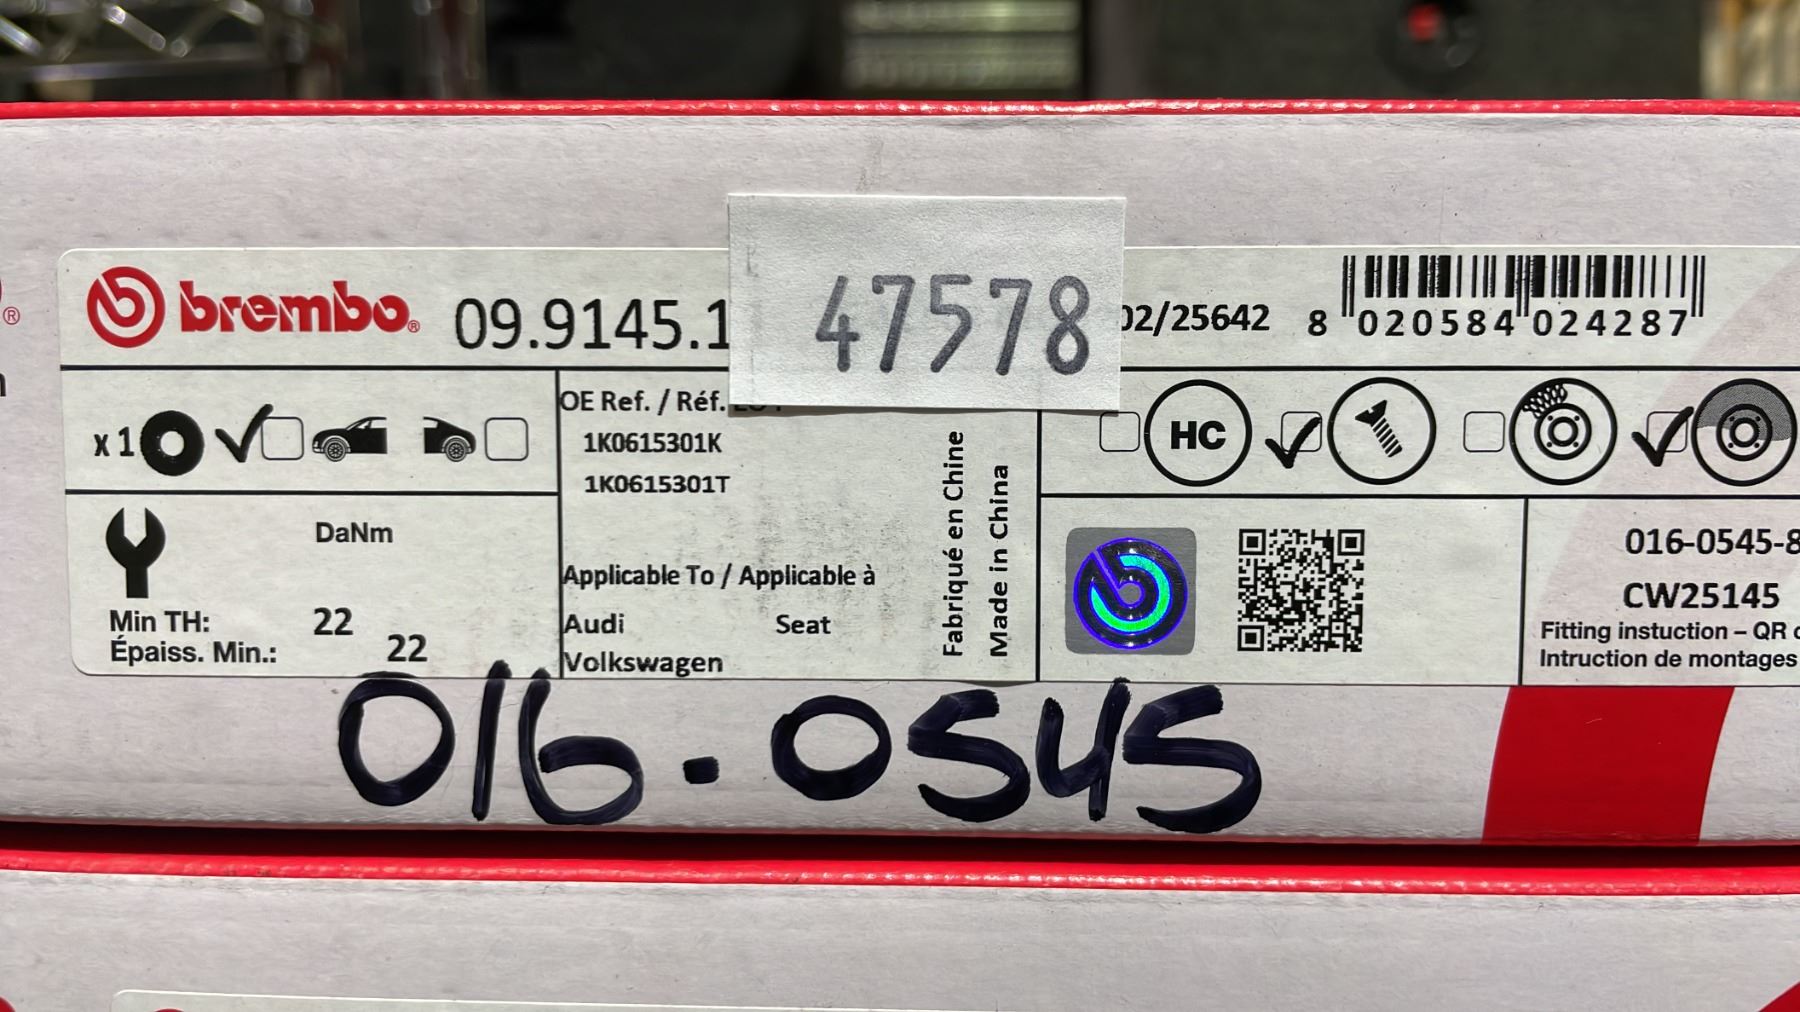 brembo®
09.9145.1
47578
02/25642
8 020584 024287
x1
OE Ref. / Réf.
1K0615301K
1K0615301T
HC
DaNm
Min TH: 22
Épaiss. Min.: 22
Applicable To / Applicable à
Audi Seat
Volkswagen
Fabriqué en Chine
Made in China
016-0545-8
CW25145
Fitting instuction – QR
Intruction de montages
016-0545